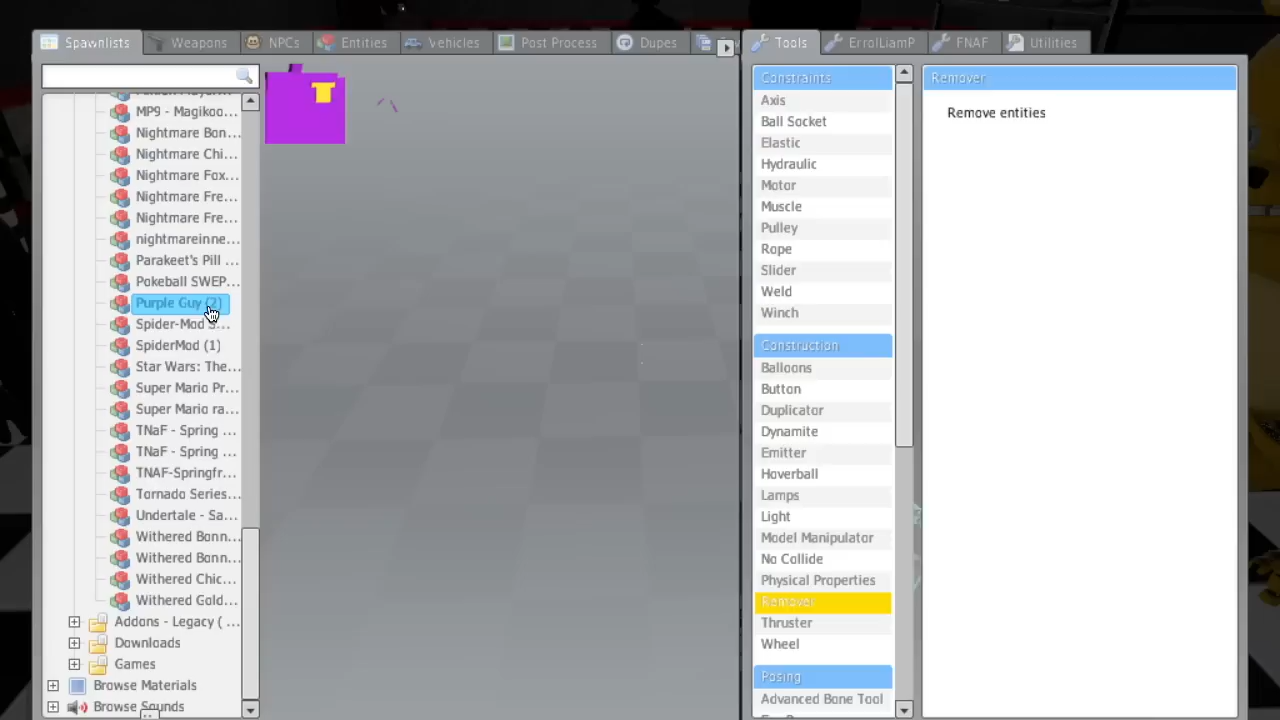 Spawnlists
Weapons
NPCs
Entities
Vehicles
Post Process
Dupes
Tools
ErrolLiamP
FNAF
Utilities
MP9 - Magikoo...
Nightmare Bon...
Nightmare Chi...
Nightmare Fox...
Nightmare Fre...
Nightmare Fre...
nightmareinne...
Parakeet's Pill ...
Pokeball SWEP...
Purple Guy (2)
Spider-Mod S...
SpiderMod (1)
Star Wars: The...
Super Mario Pr...
Super Mario ra...
TNaF - Spring ...
TNaF - Spring ...
TNAF-Springfr...
Tornado Series...
Undertale - Sa...
Withered Bonn...
Withered Bonn...
Withered Chic...
Withered Gold...
Addons - Legacy ( ...
Downloads
Games
Browse Materials
Browse Sounds
Constraints
Axis
Ball Socket
Elastic
Hydraulic
Motor
Muscle
Pulley
Rope
Slider
Weld
Winch
Construction
Balloons
Button
Duplicator
Dynamite
Emitter
Hoverball
Lamps
Light
Model Manipulator
No Collide
Physical Properties
Remover
Thruster
Wheel
Posing
Advanced Bone Tool
Remover
Remove entities